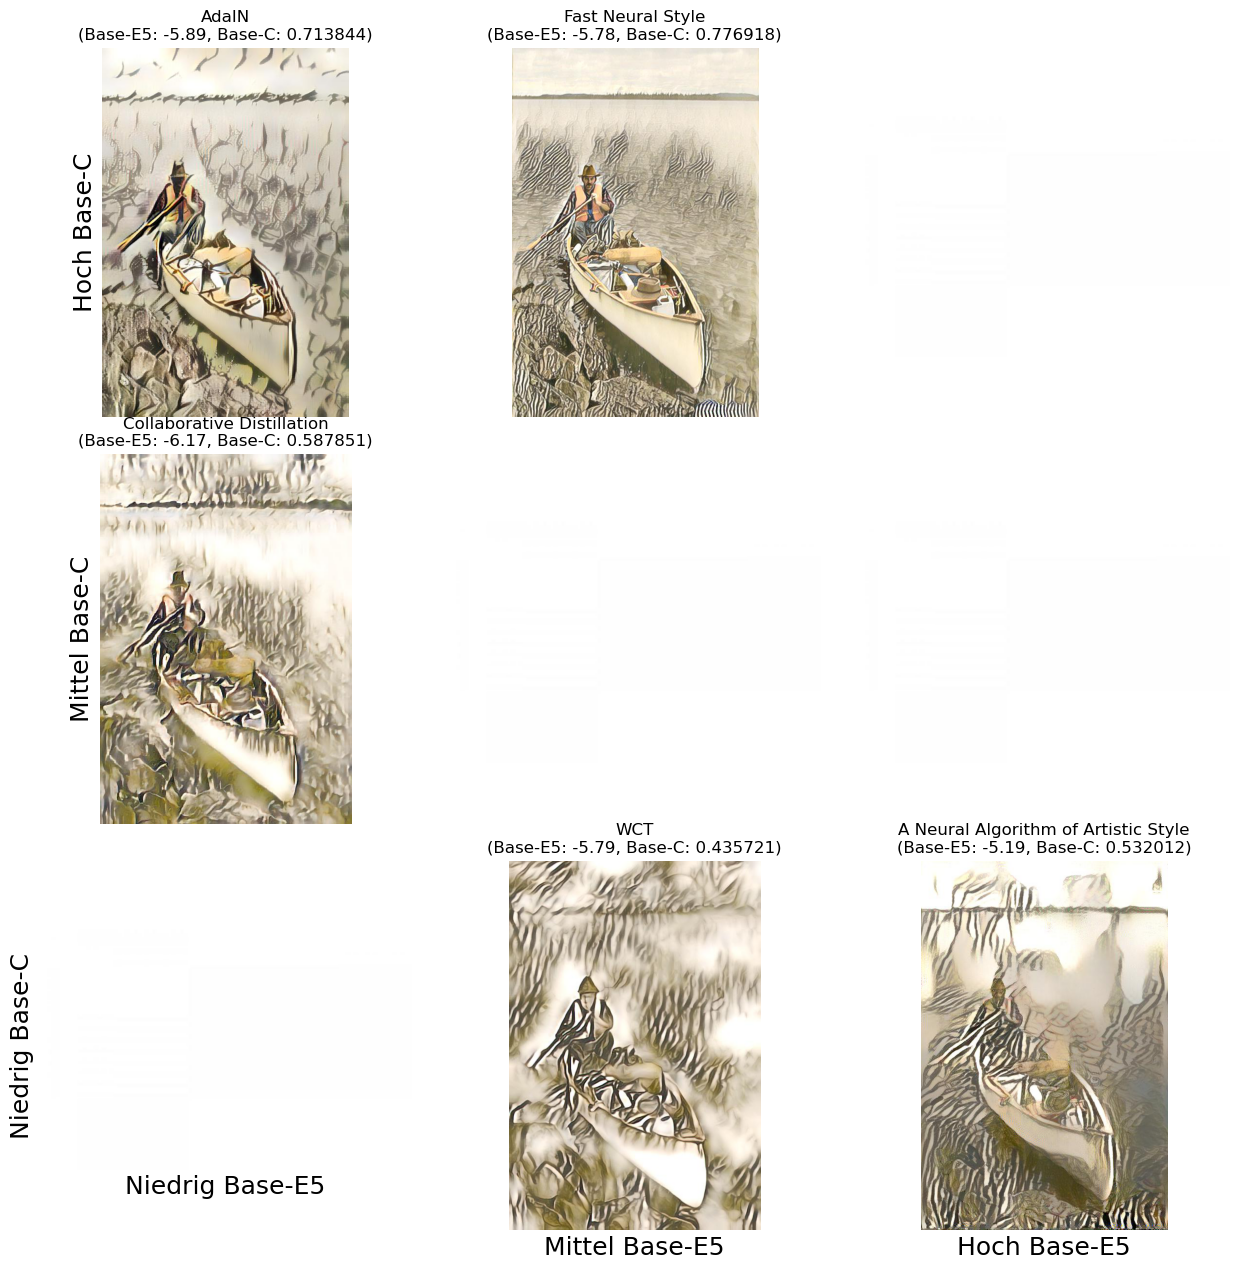 AdaIN
(Base-E5: -5.89, Base-C: 0.713844)
Fast Neural Style
(Base-E5: -5.78, Base-C: 0.776918)
Hoch Base-C
Collaborative Distillation
(Base-E5: -6.17, Base-C: 0.587851)
Mittel Base-C
WCT
(Base-E5: -5.79, Base-C: 0.435721)
A Neural Algorithm of Artistic Style
(Base-E5: -5.19, Base-C: 0.532012)
Niedrig Base-C
Niedrig Base-E5
Mittel Base-E5
Hoch Base-E5